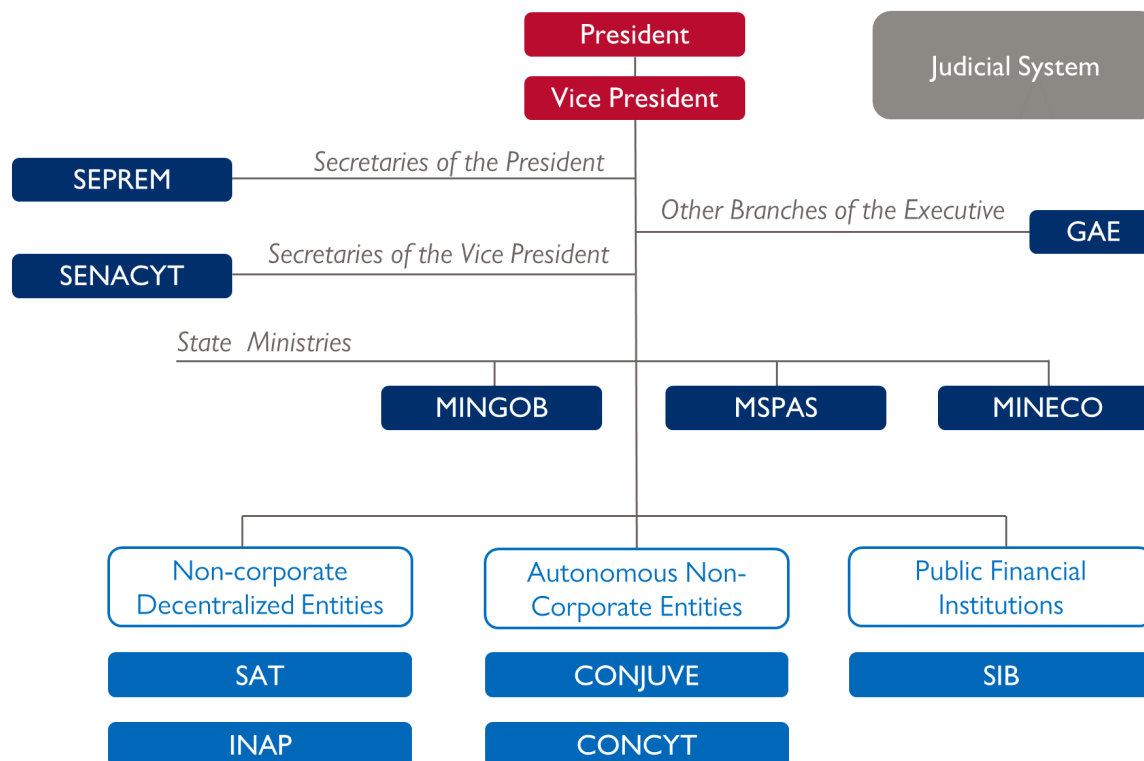 President
Judicial System
Vice President
Secretaries of the President
SEPREM
Other Branches of the Executive
GAE
Secretaries of the Vice President
SENACYT
State Ministries
MINGOB
MSPAS
MINECO
Non-corporate
Decentralized Entities
Autonomous Non-
Corporate Entities
Public Financial
Institutions
SAT
CONJUVE
SIB
INAP
CONCYT